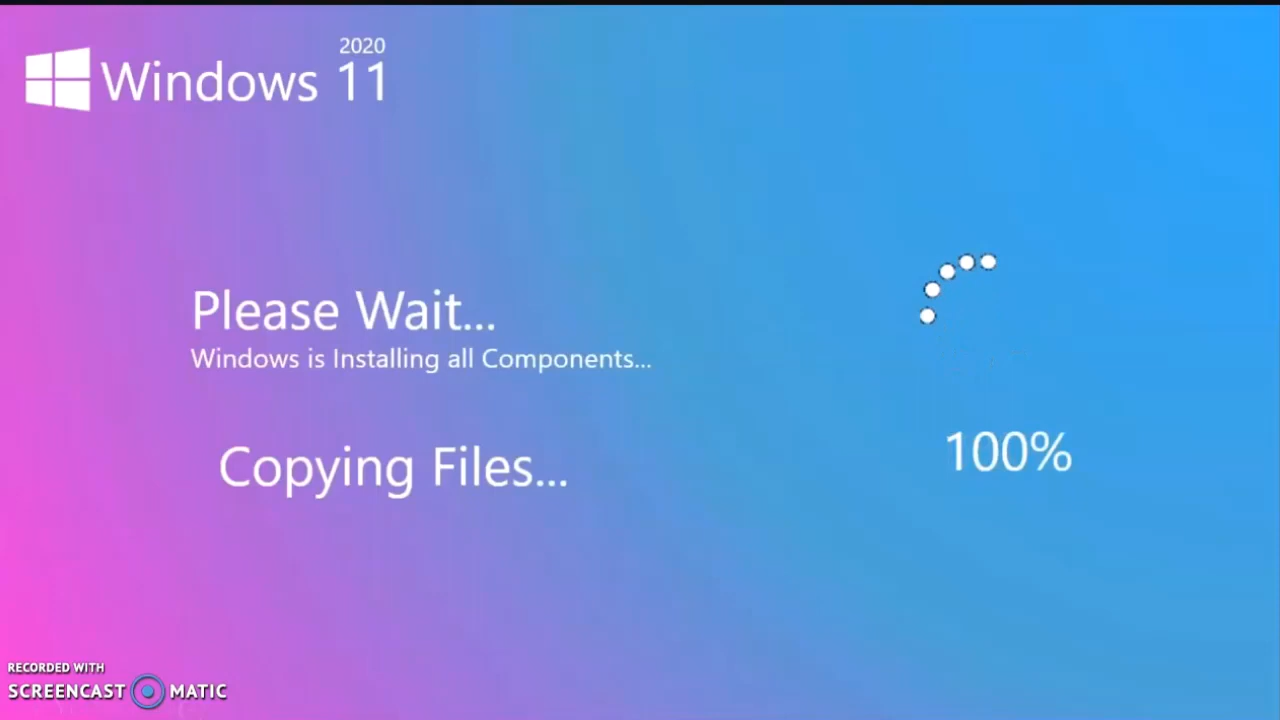 2020
Windows 11
Please Wait...
Windows is Installing all Components...
Copying Files...
100%
RECORDED WITH
SCREENCAST MATIC